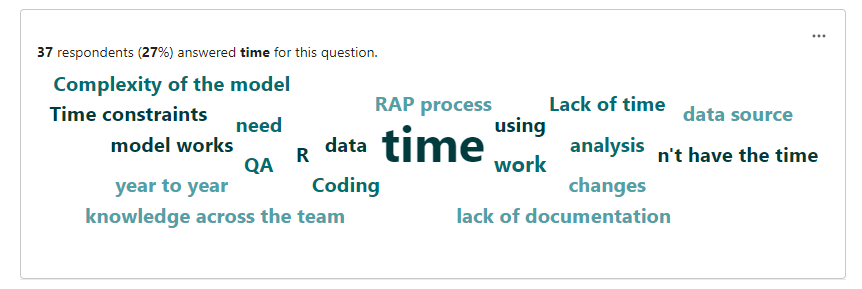 ...
37 respondents (27%) answered time for this question.
Complexity of the model
RAP process
Lack of time
Time constraints
need
using
data source
model works
R
data
time
analysis
n't have the time
QA
work
year to year
Coding
changes
knowledge across the team
lack of documentation